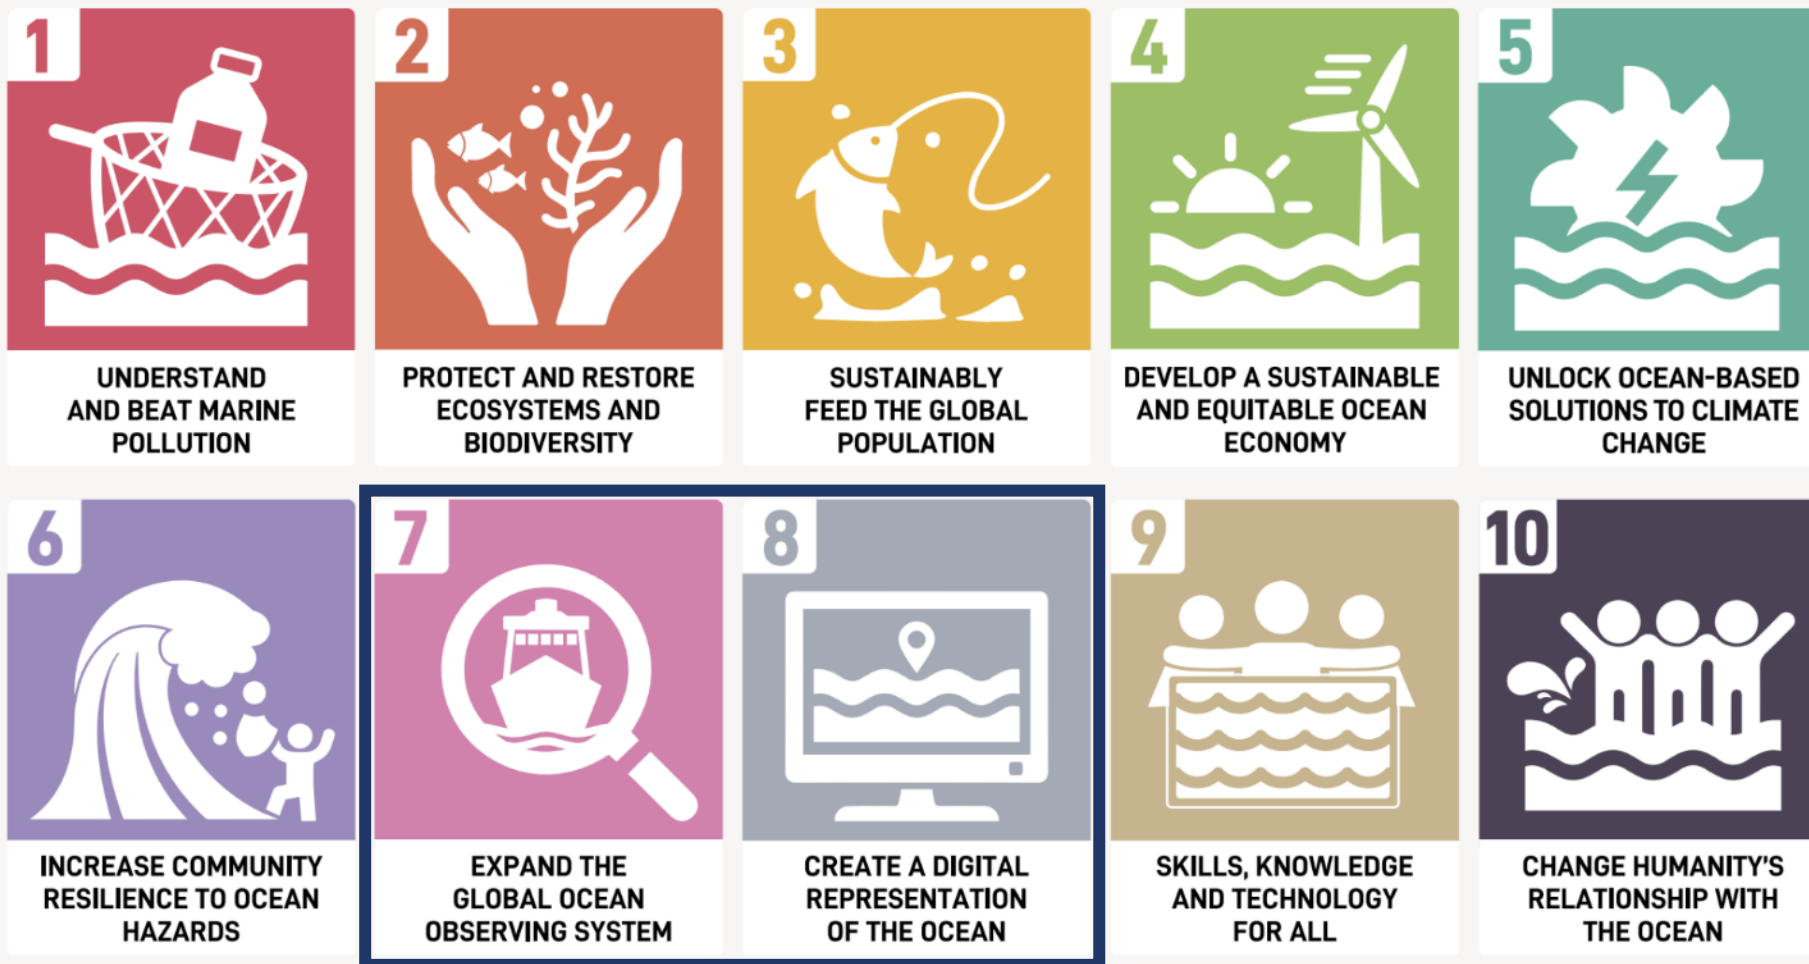 1
UNDERSTAND
AND BEAT MARINE
POLLUTION
2
PROTECT AND RESTORE
ECOSYSTEMS AND
BIODIVERSITY
3
SUSTAINABLY
FEED THE GLOBAL
POPULATION
4
DEVELOP A SUSTAINABLE
AND EQUITABLE OCEAN
ECONOMY
5
UNLOCK OCEAN-BASED
SOLUTIONS TO CLIMATE
CHANGE
6
INCREASE COMMUNITY
RESILIENCE TO OCEAN
HAZARDS
7
EXPAND THE
GLOBAL OCEAN
OBSERVING SYSTEM
8
CREATE A DIGITAL
REPRESENTATION
OF THE OCEAN
9
SKILLS, KNOWLEDGE
AND TECHNOLOGY
FOR ALL
10
CHANGE HUMANITY'S
RELATIONSHIP WITH
THE OCEAN